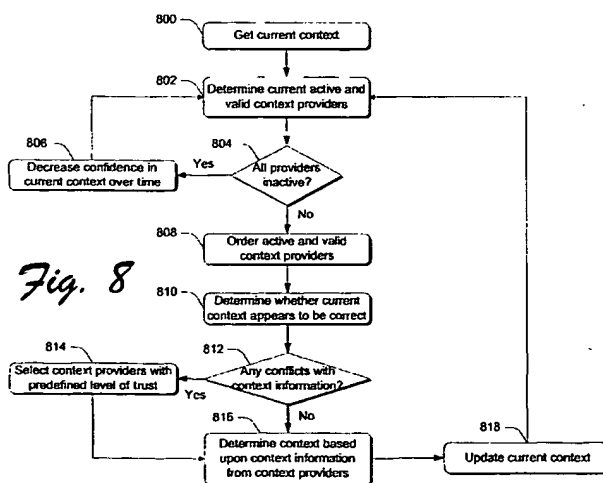 800
Get current context
802
Determine current active and
valid context providers
806
Decrease confidence in
current context over time
Yes
804
All providers
inactive?
No
808
Order active and valid
context providers
Fig. 8
810
Determine whether current
context appears to be correct
814
Select context providers with
predefined level of trust
Yes
812
Any conflicts with
context information?
No
816
Determine context based
upon context information
from context providers
818
Update current context